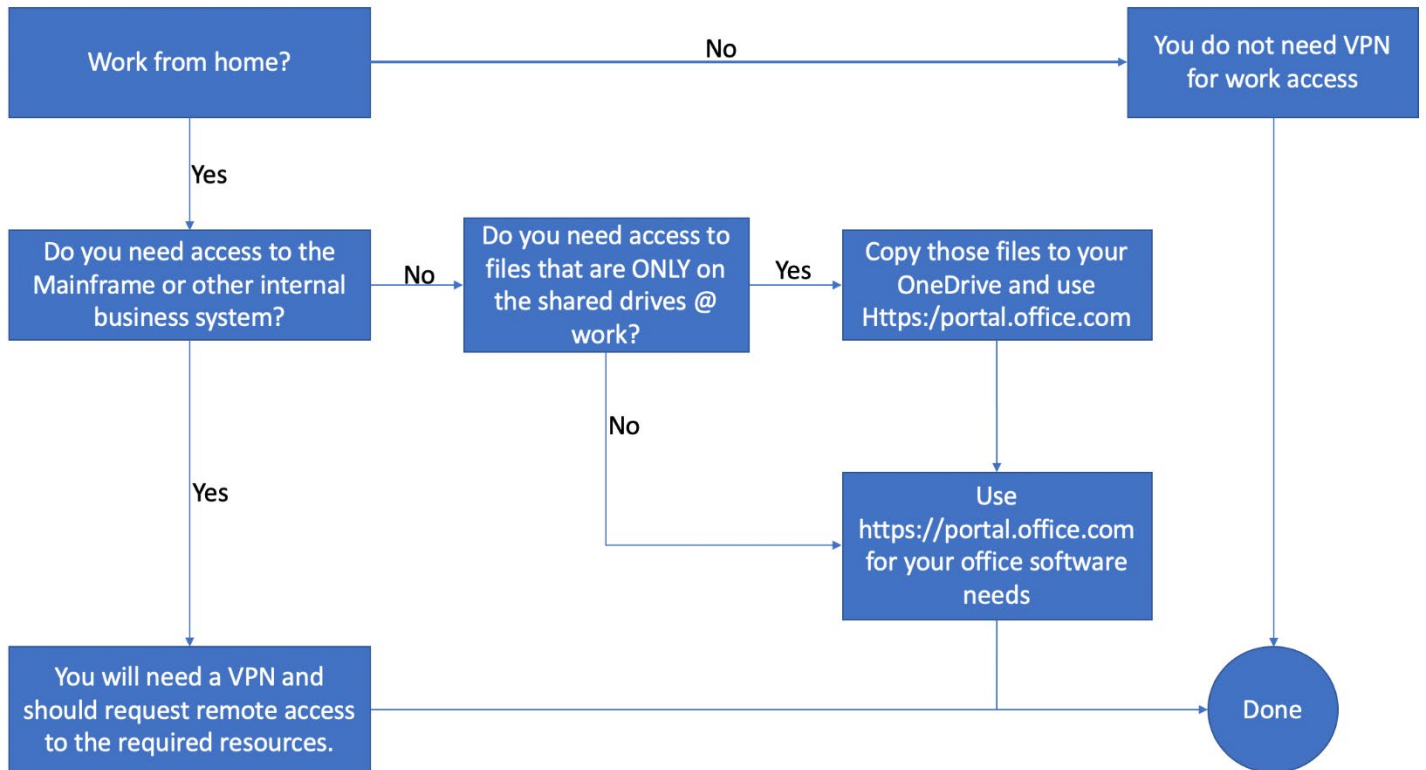 Work from home?
No
You do not need VPN
for work access
Yes
Do you need access to the
Mainframe or other internal
business system?
No
Do you need access to
files that are ONLY on
the shared drives @
work?
Yes
Copy those files to your
OneDrive and use
Https:/portal.office.com
No
Yes
Use
https://portal.office.com
for your office software
needs
You will need a VPN and
should request remote access
to the required resources.
Done